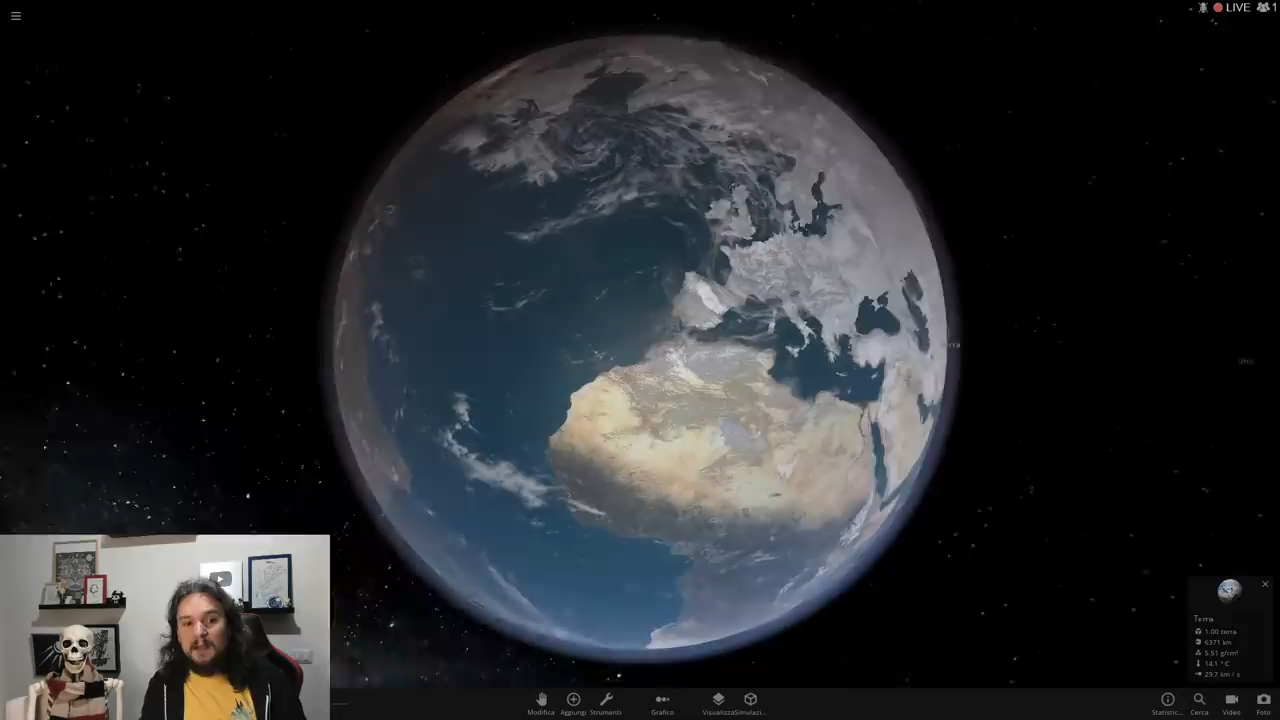 LIVE 1
Terra
1.00 terra
6371 km
5.51 g/cm³
14.1 °C
29.7 km / s
Modifica Aggiungi Strumenti Grafico Visualizza Simulazi... Statistic... Cerca Video Foto